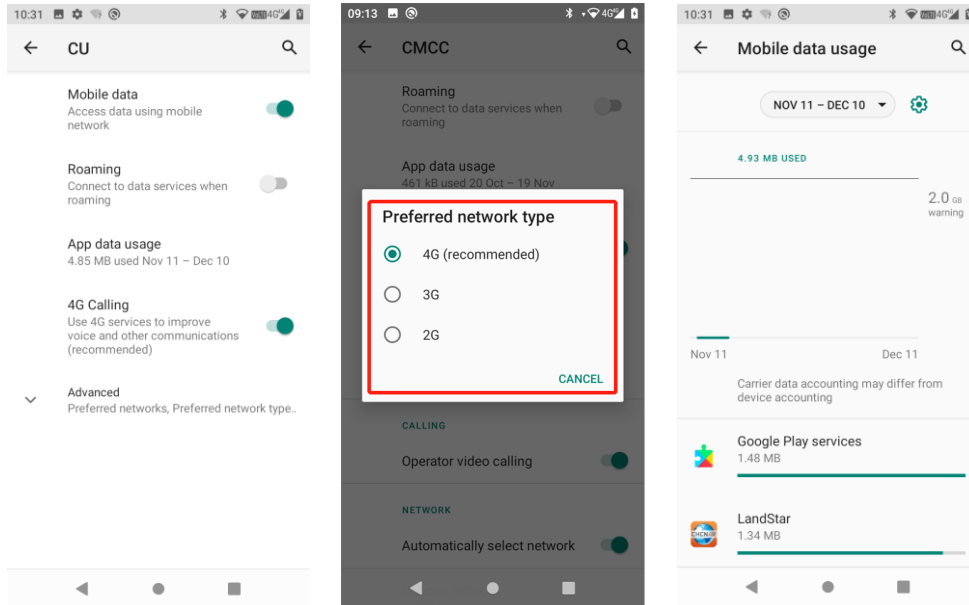 10:31
CU
Mobile data
Access data using mobile
network
Roaming
Connect to data services when
roaming
App data usage
4.85 MB used Nov 11 – Dec 10
4G Calling
Use 4G services to improve
voice and other communications
(recommended)
Advanced
Preferred networks, Preferred network type..
09:13
4G
CMCC
Roaming
Connect to data services when
roaming
App data usage
461 kB used 20 Oct – 19 Nov
Preferred network type
4G (recommended)
3G
2G
CANCEL
CALLING
Operator video calling
NETWORK
Automatically select network
10:31
4G
Mobile data usage
NOV 11 – DEC 10
4.93 MB USED
2.0 GB
warning
Nov 11
Dec 11
Carrier data accounting may differ from
device accounting
Google Play services
1.48 MB
LandStar
1.34 MB